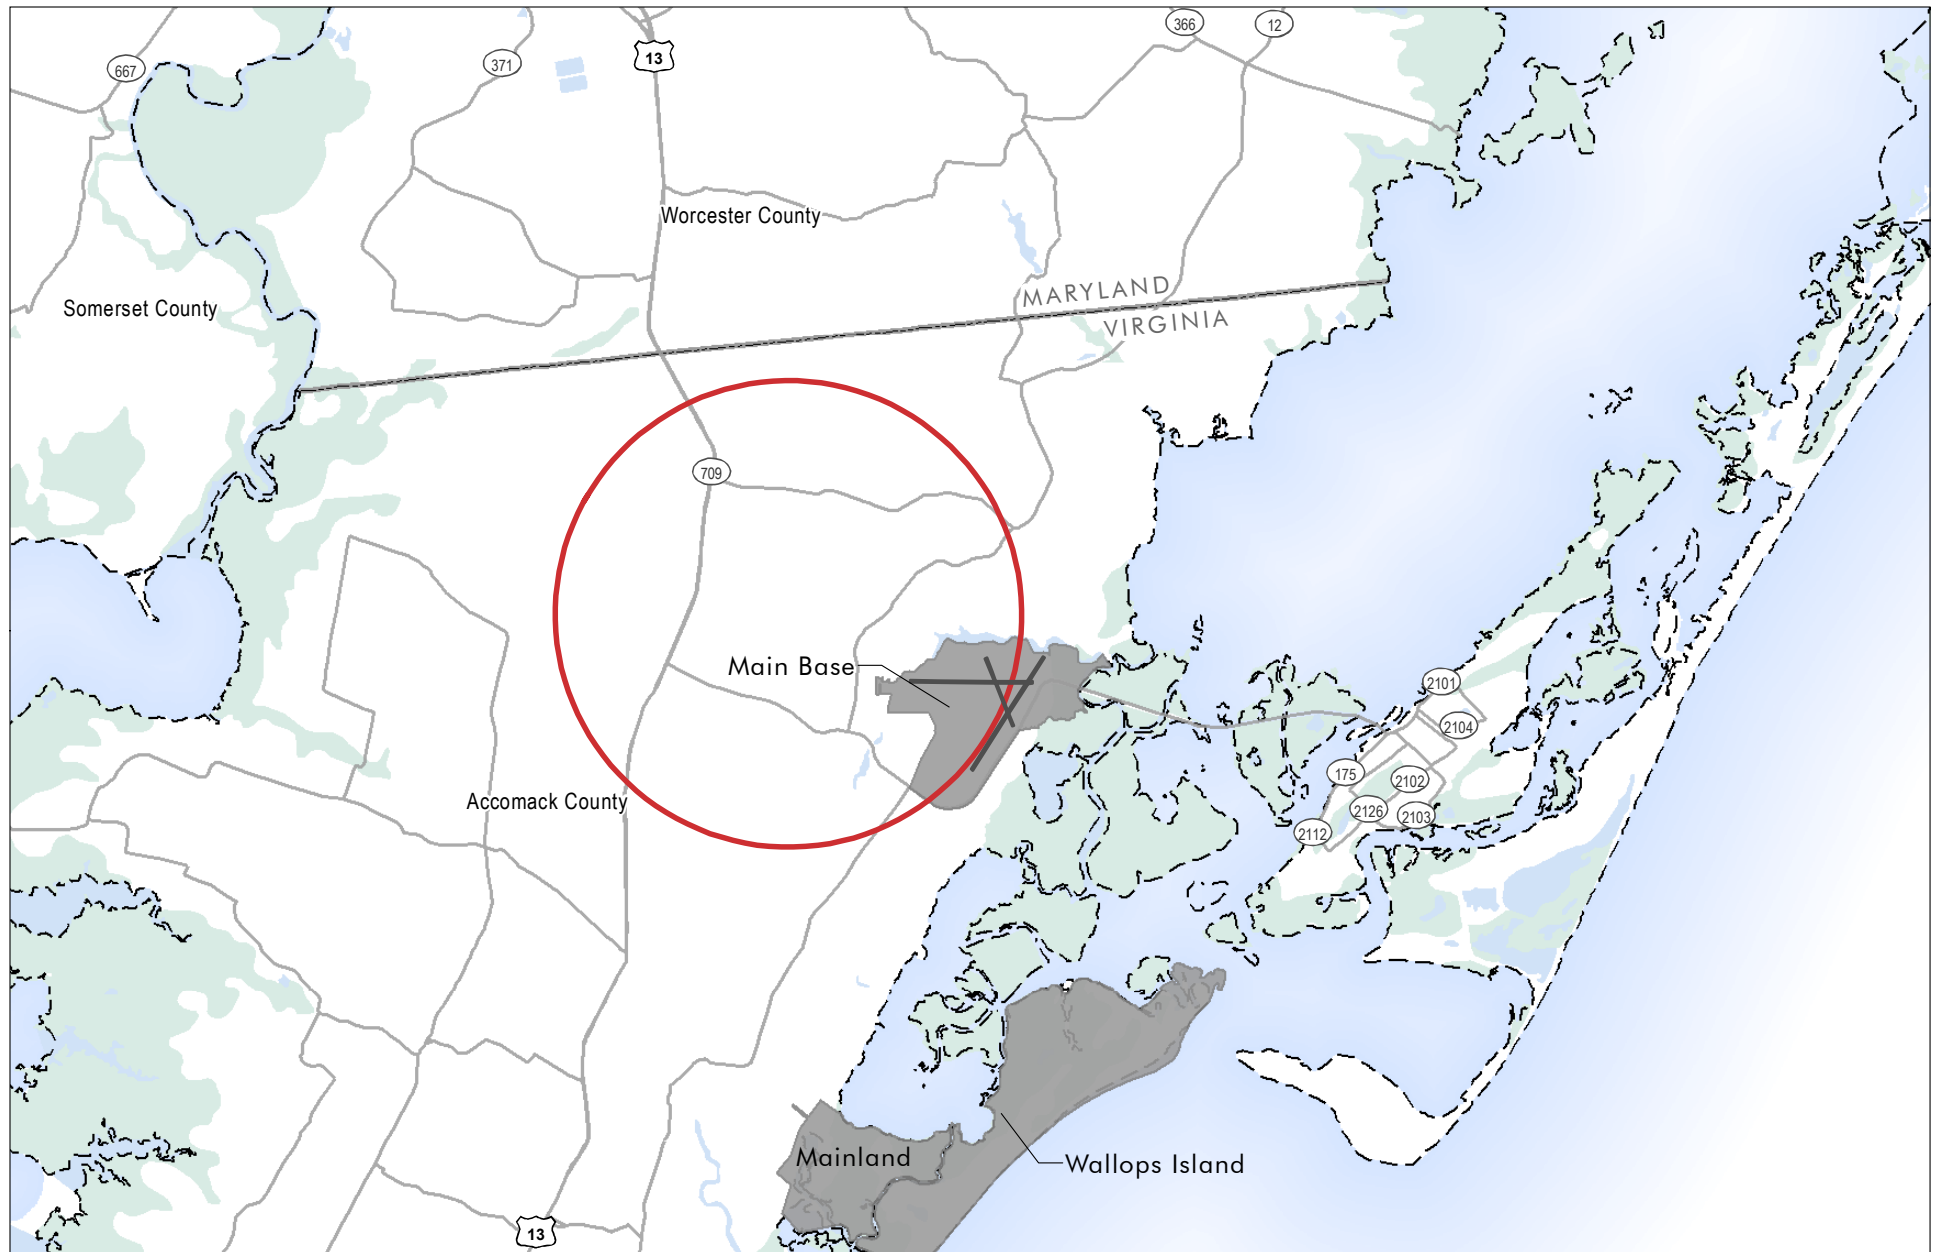 366
12
13
371
667
Worcester County
MARYLAND
Somerset County
VIRGINIA
709
Main Base
2101
2104
175
2102
Accomack County
2126
2103
2112
Mainland
Wallops Island
13